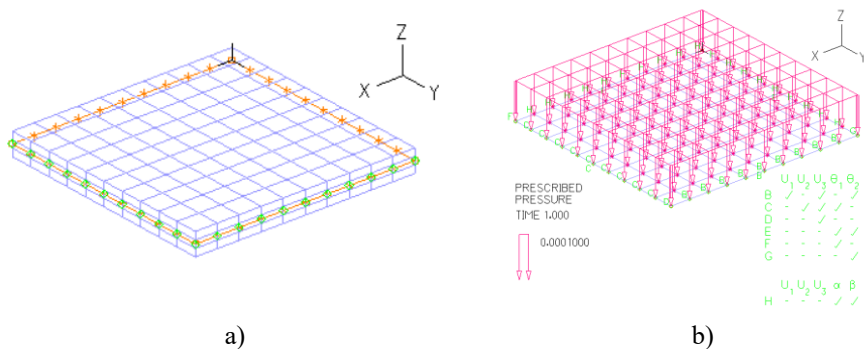 Z
X
Y
a)
Z
X
Y
PRESCRIBED
PRESSURE
TIME 1.000
0.0001000
U1 U2 U3 θ1 θ2
B ✓ ✓ ✓ ✓ ✓
C - ✓ ✓ ✓ -
D - - ✓ - -
E - - - ✓ ✓
F - - - ✓ -
G - - - - ✓
U1 U2 U3 α β
H - - - ✓ ✓
b)